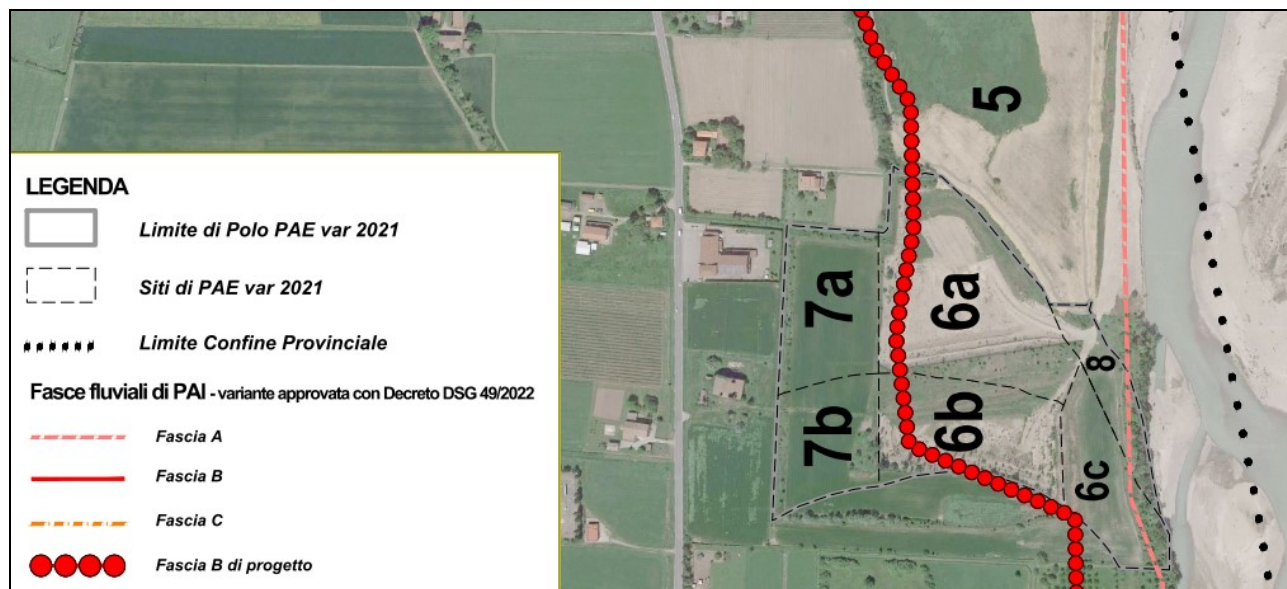 LEGENDA
Limite di Polo PAE var 2021
Siti di PAE var 2021
Limite Confine Provinciale
Fasce fluviali di PAI - variante approvata con Decreto DSG 49/2022
Fascia A
Fascia B
Fascia C
Fascia B di progetto
5
7a
6a
8
7b
6b
6c